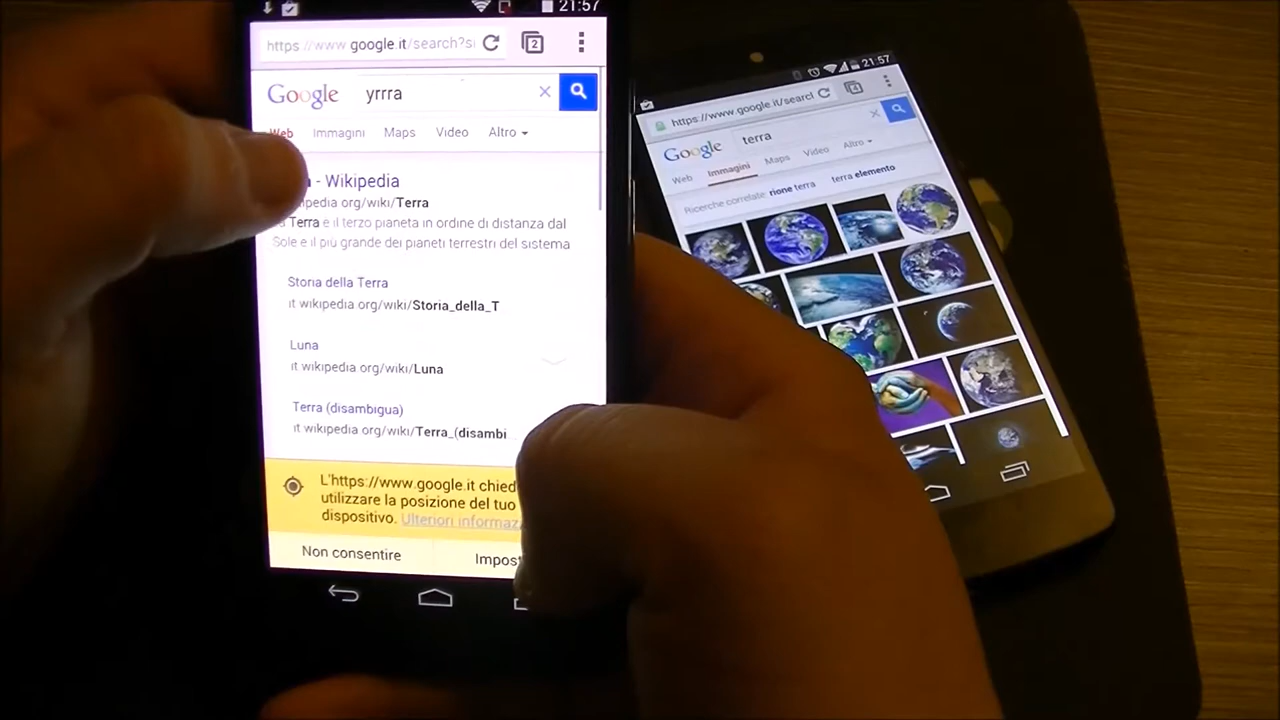 21:57
https://www.google.it/search?si
2
Google yrrra
Web Immagini Maps Video Altro
- Wikipedia
ipedia org/wiki/Terra
Terra e il terzo pianeta in ordine di distanza dal
Sole e il più grande dei pianeti terrestri del sistema
Storia della Terra
it wikipedia org/wiki/Storia_della_T
Luna
it wikipedia org/wiki/Luna
Terra (disambigua)
it wikipedia org/wiki/Terra_(disambi
L'https://www.google.it chied
utilizzare la posizione del tuo
dispositivo. Ulteriori informaz
Non consentire Impost
21:57
https://www.google.it/search
Google terra
Web Immagini Maps Video Altro
Ricerche correlate: rione terra terra elemento